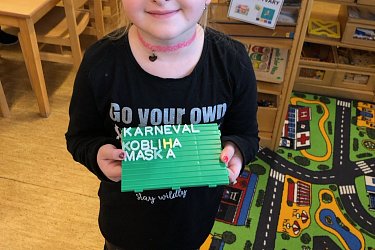 Go your own
KARNEVAL
KOBLIHA
MASKA
stay wildly